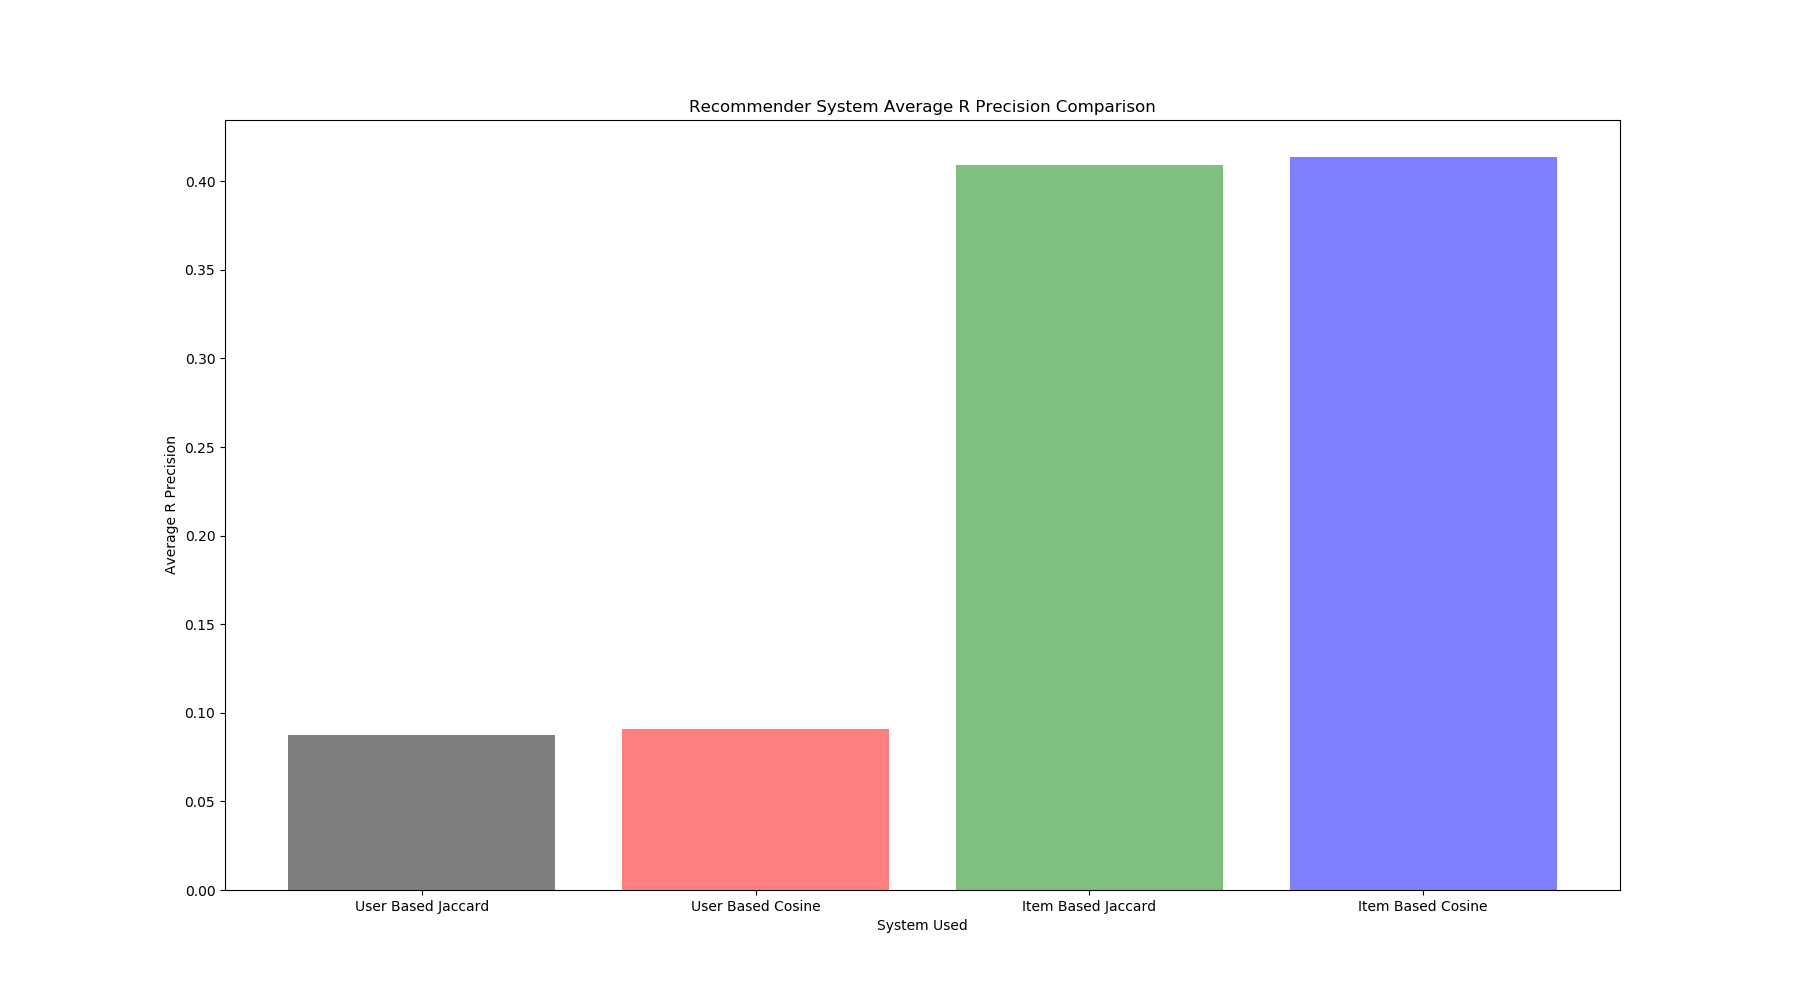 Recommender System Average R Precision Comparison
Average R Precision
0.40
0.35
0.30
0.25
0.20
0.15
0.10
0.05
0.00
User Based Jaccard
User Based Cosine
Item Based Jaccard
Item Based Cosine
System Used